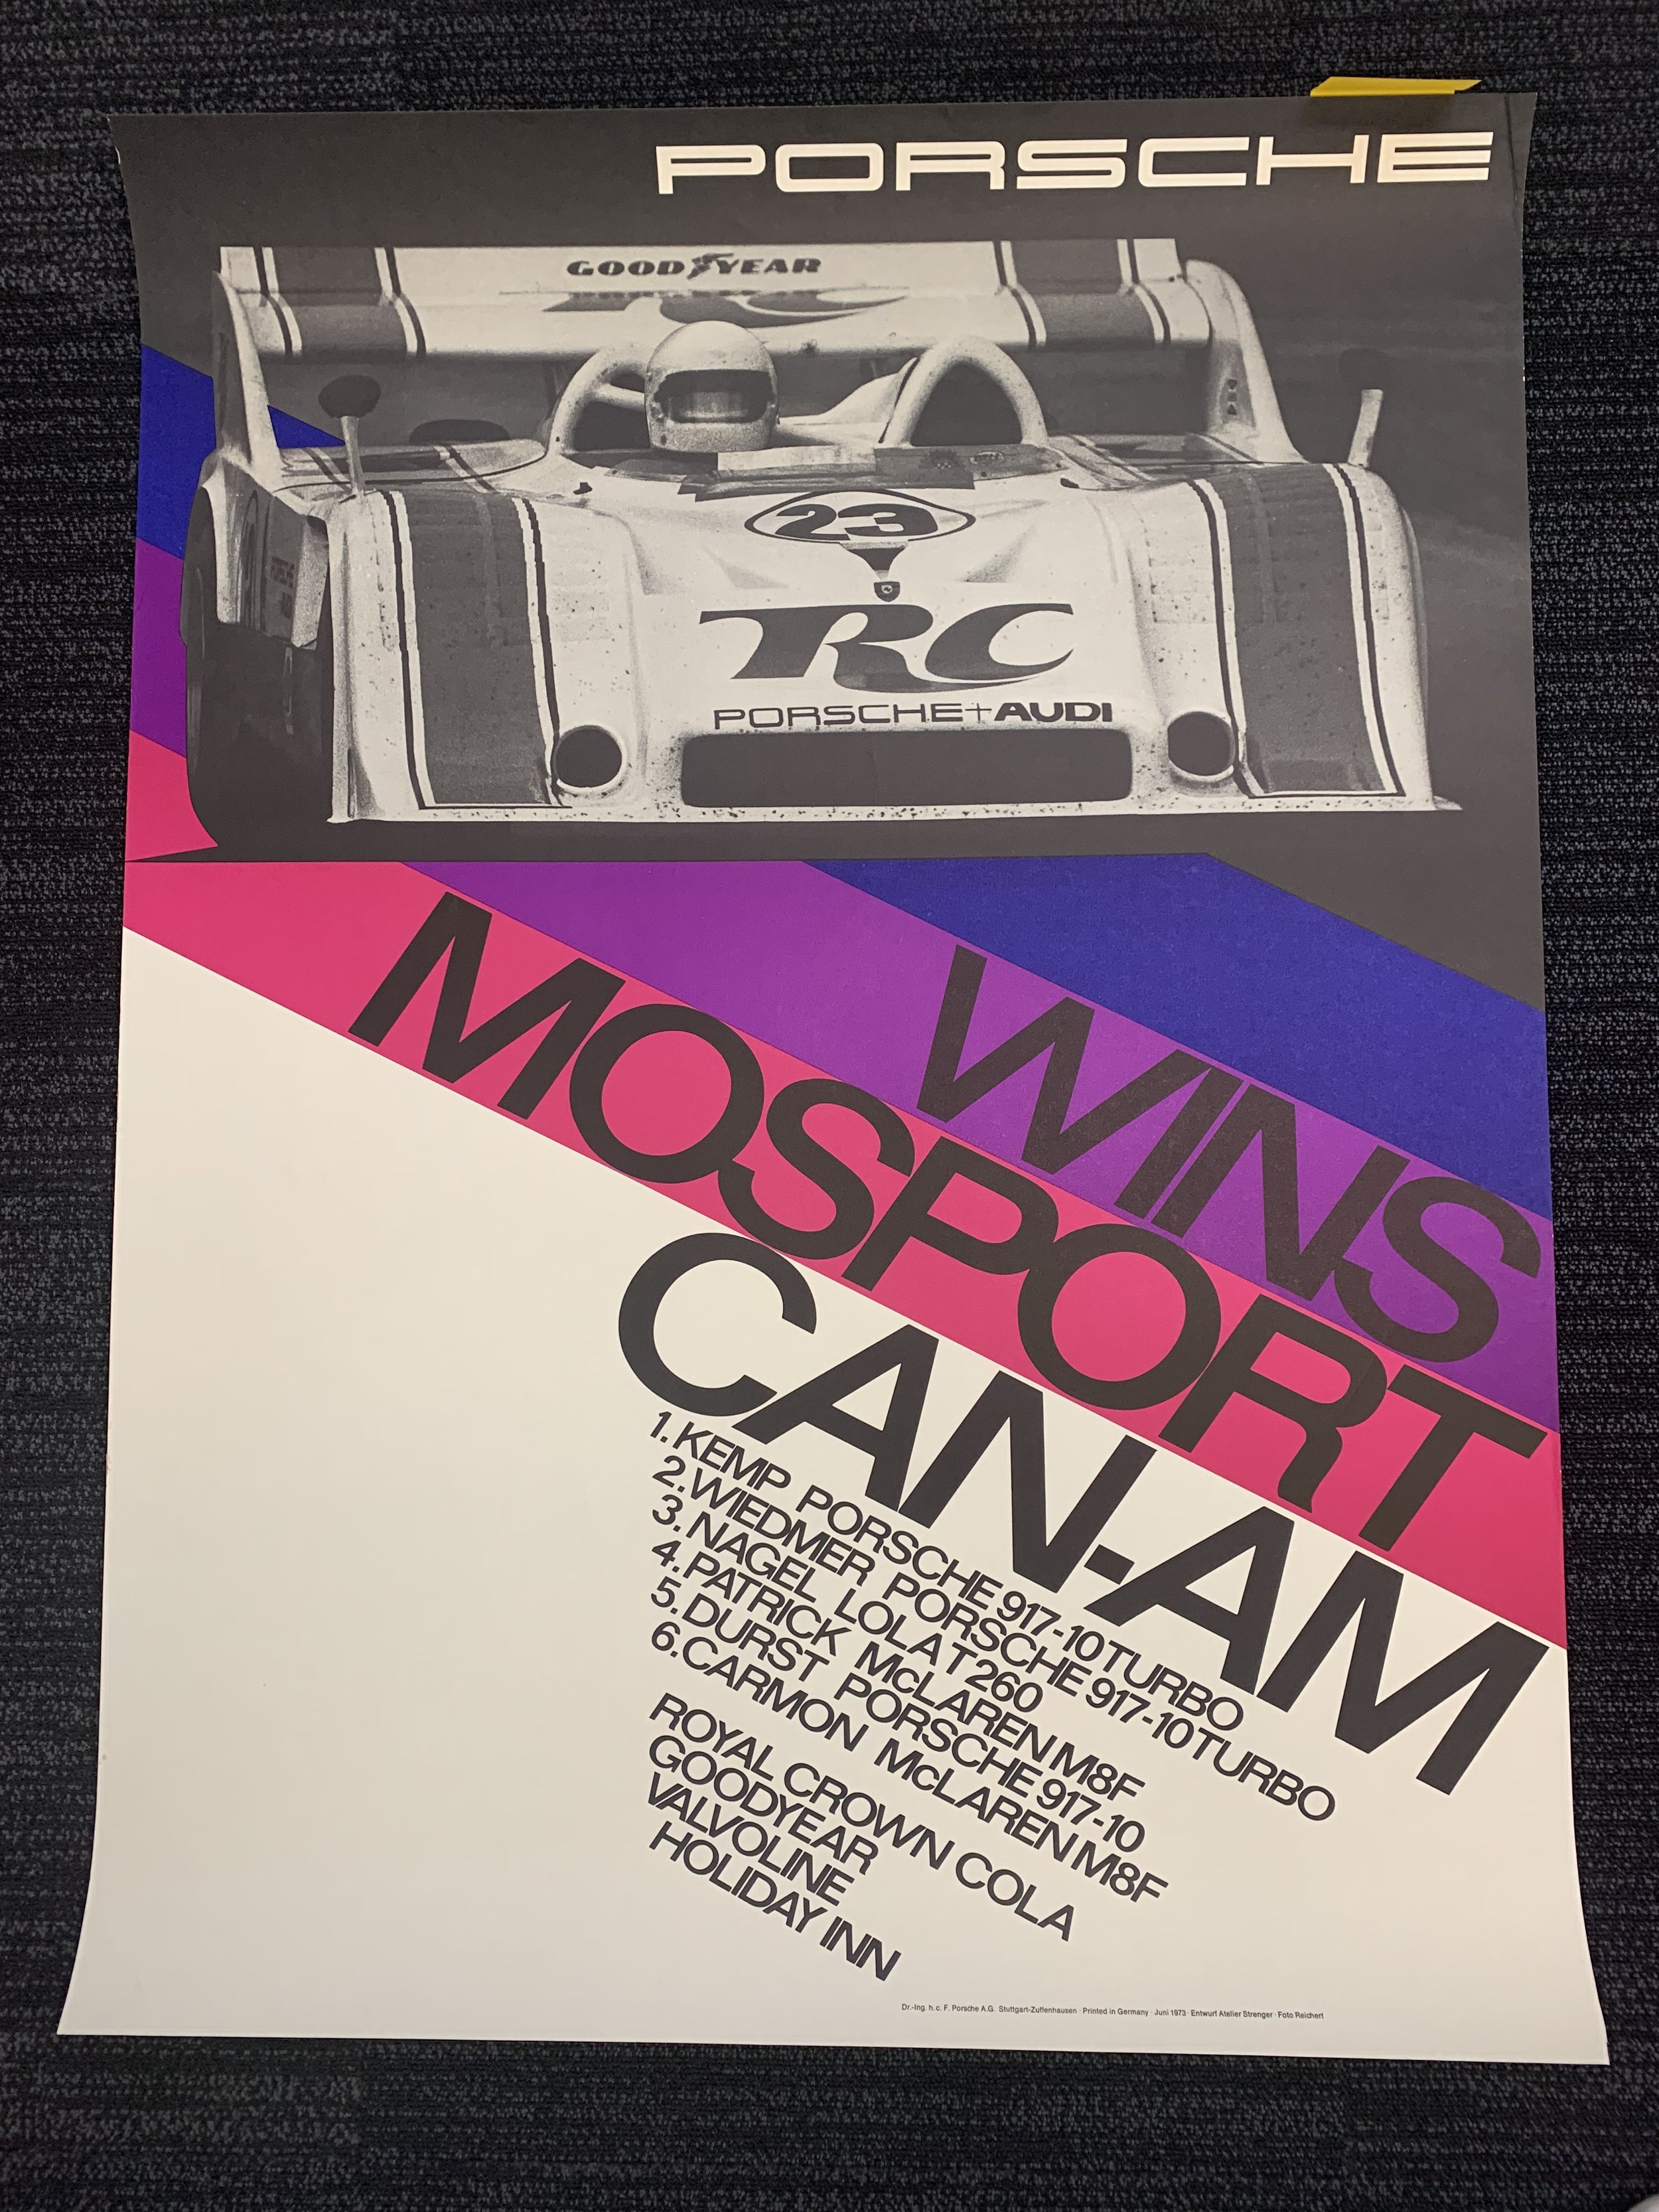 PORSCHE
GOODYEAR
RC
23
RC
PORSCHE+AUDI
WINS
MOSPORT
CAN-AM
1. KEMP PORSCHE 917-10 TURBO
2. WIEDMER PORSCHE 917-10 TURBO
3. NAGEL LOLA T260
4. PATRICK McLAREN M8F
5. DURST PORSCHE 917-10
6. CARMON McLAREN M8F
ROYAL CROWN COLA
GOODYEAR
VALVOLINE
HOLIDAY INN
Dr.-Ing. h. c. F. Porsche A.G. Stuttgart-Zuffenhausen · Printed in Germany · Juni 1973 · Entwurf Atelier Strenger · Foto Reichert